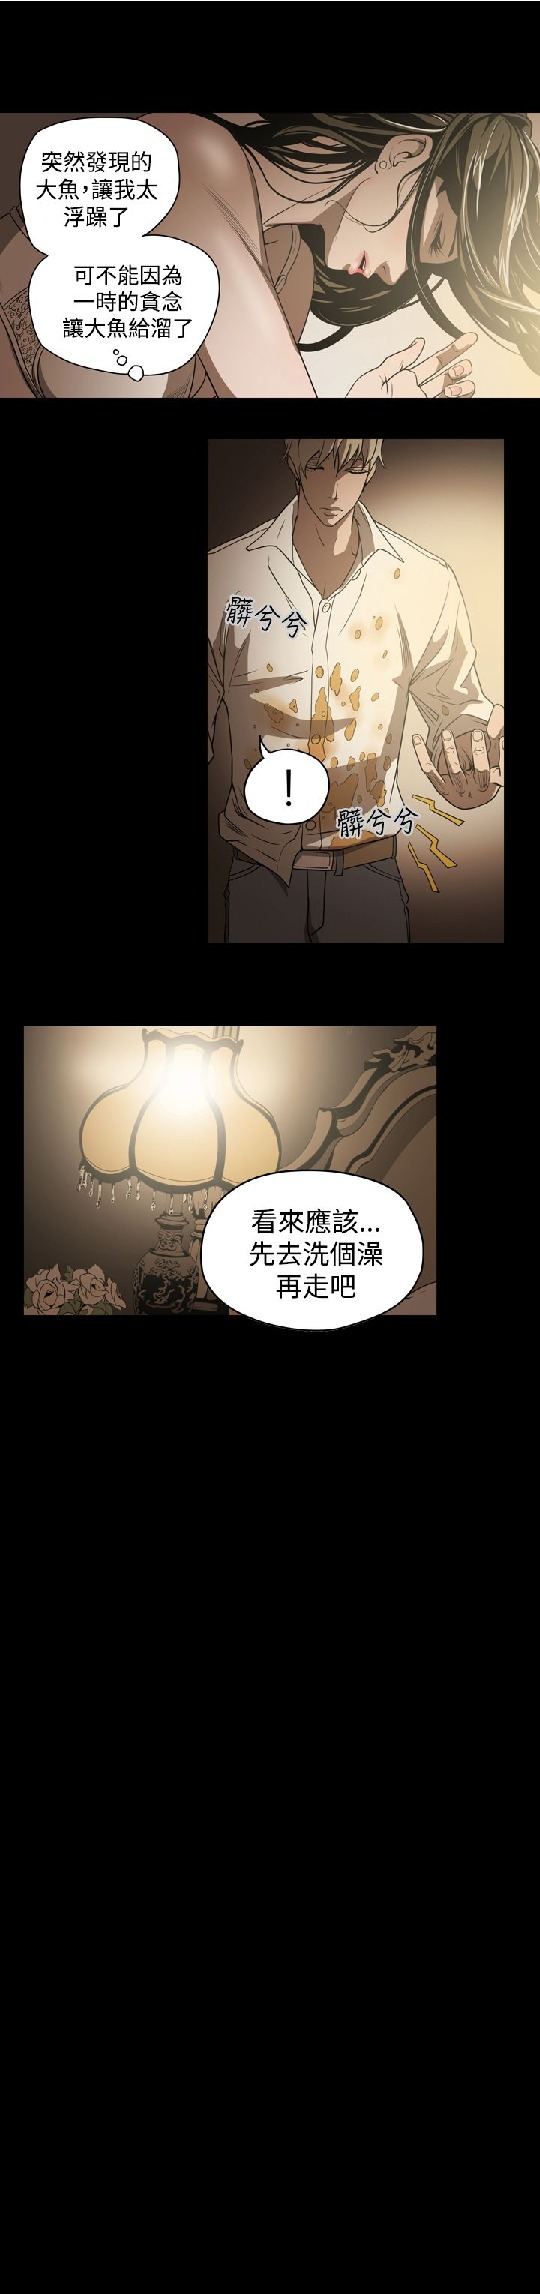 突然發現的
大魚，讓我太
浮躁了
可不能因為
一時的貪念
讓大魚給溜了
髒兮兮
！
髒兮兮
看來應該…
先去洗個澡
再走吧